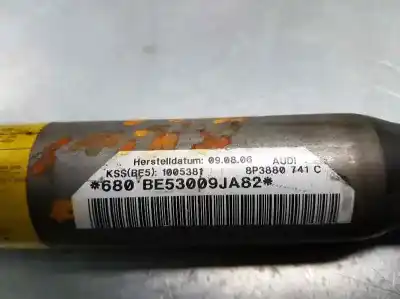 Herstelldatum: 09.08.06 AUDI
KSS(BE5): 1005381 8P3880 741 C
*680 BE53009JA82*